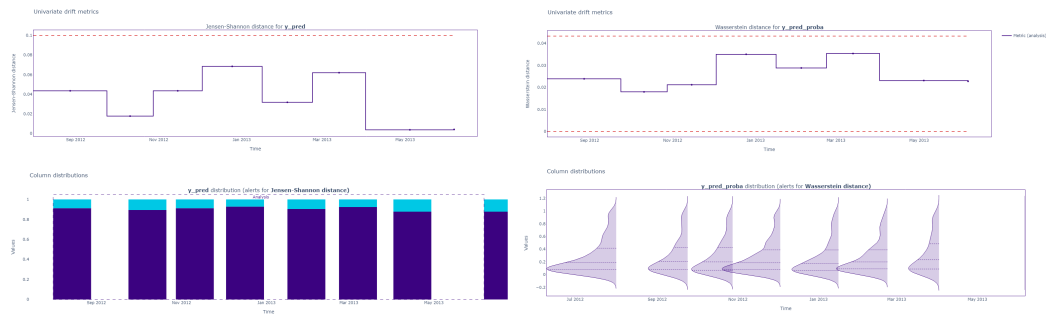 Univariate drift metrics
Jensen-Shannon distance for y_pred
0.1
0.08
0.06
0.04
0.02
0
Jensen-Shannon distance
Sep 2012
Nov 2012
Jan 2013
Mar 2013
May 2013
Time
Univariate drift metrics
Wasserstein distance for y_pred_proba
Metric (analysis)
0.04
0.03
0.02
0.01
0
Wasserstein distance
Sep 2012
Nov 2012
Jan 2013
Mar 2013
May 2013
Time
Column distributions
y_pred distribution (alerts for Jensen-Shannon distance)
Analysis
1
0.8
0.6
0.4
0.2
0
Values
Sep 2012
Nov 2012
Jan 2013
Mar 2013
May 2013
Time
Column distributions
y_pred_proba distribution (alerts for Wasserstein distance)
1.2
1
0.8
0.6
0.4
0.2
0
−0.2
Values
Jul 2012
Sep 2012
Nov 2012
Jan 2013
Mar 2013
May 2013
Time